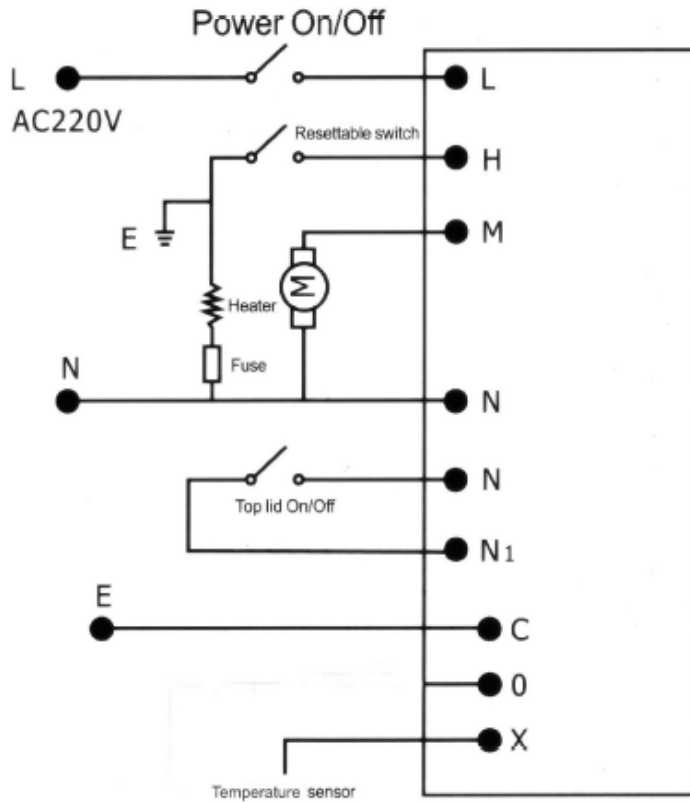 Power On/Off
L
L
AC220V
Resettable switch
H
E
M
M
Heater
Fuse
N
N
N
Top lid On/Off
N1
E
C
0
X
Temperature sensor